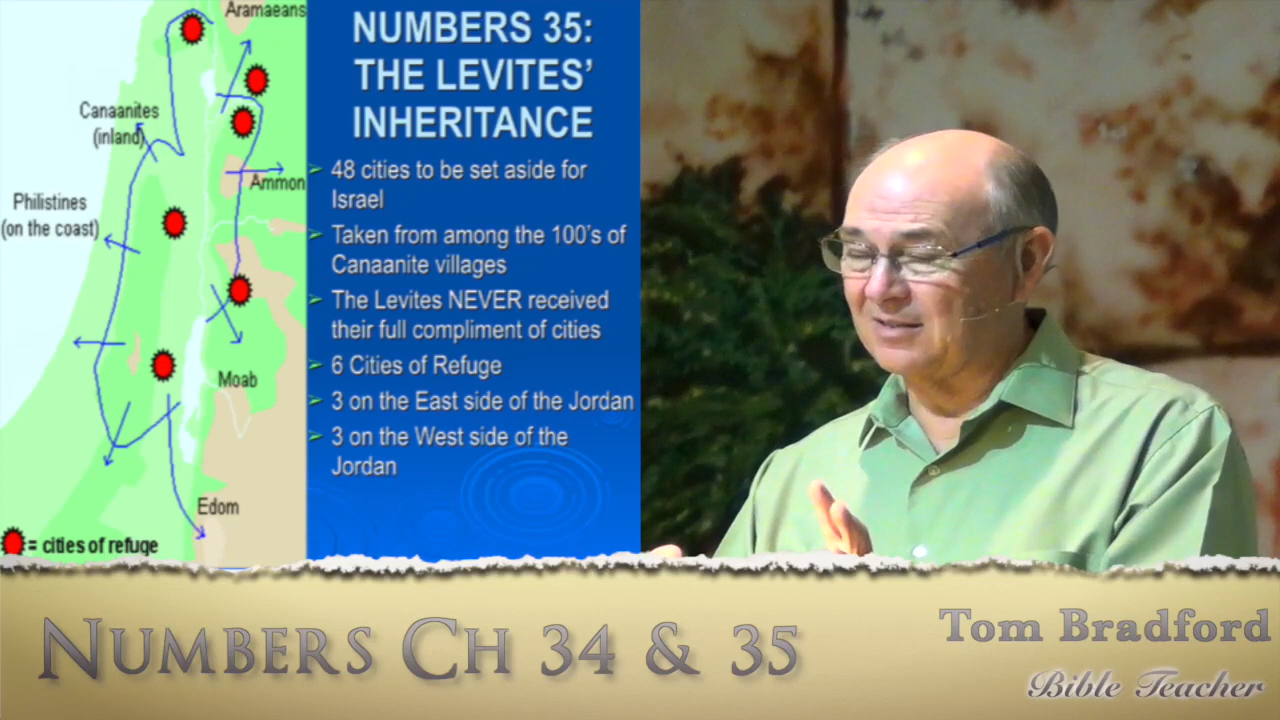 Aramaeans
Canaanites
(inland)
Ammon
Philistines
(on the coast)
Moab
Edom
= cities of refuge
NUMBERS 35:
THE LEVITES’
INHERITANCE
48 cities to be set aside for
Israel
Taken from among the 100’s of
Canaanite villages
The Levites NEVER received
their full compliment of cities
6 Cities of Refuge
3 on the East side of the Jordan
3 on the West side of the
Jordan
Numbers Ch 34 & 35
Tom Bradford
Bible Teacher